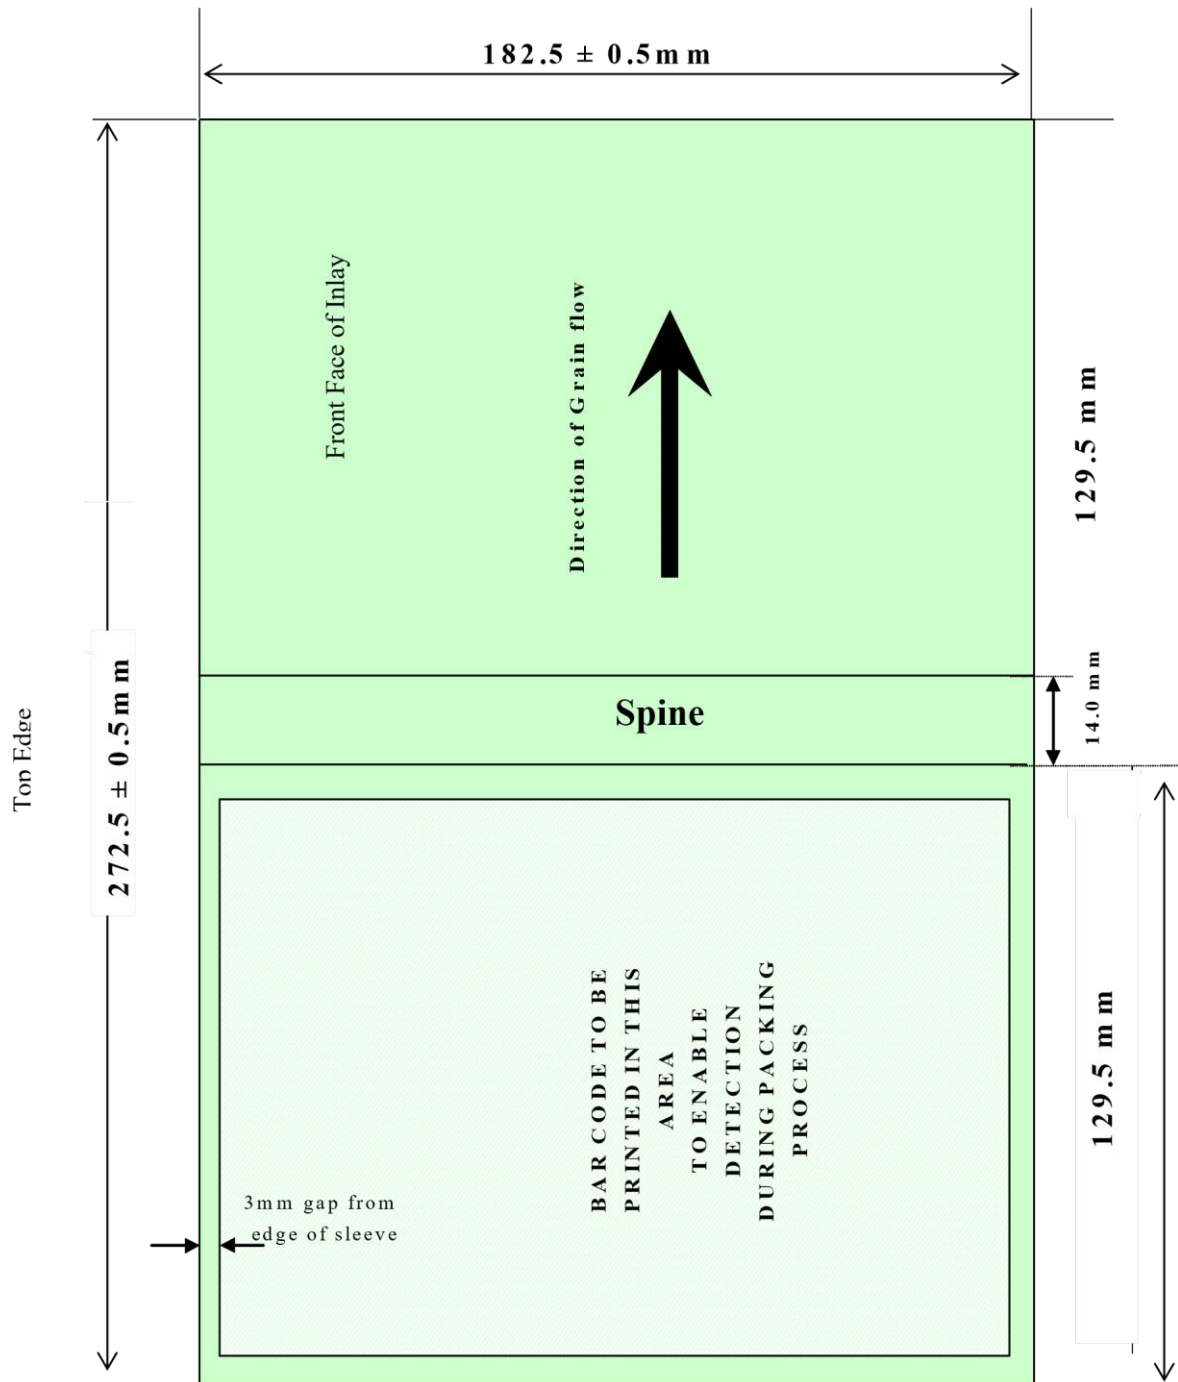 182.5 ± 0.5mm
Front Face of Inlay
Direction of Grain flow
129.5 mm
14.0 mm
Spine
Top Edge
272.5 ± 0.5mm
BAR CODE TO BE
PRINTED IN THIS
AREA
TO ENABLE
DETECTION
DURING PACKING
PROCESS
129.5 mm
3mm gap from
edge of sleeve